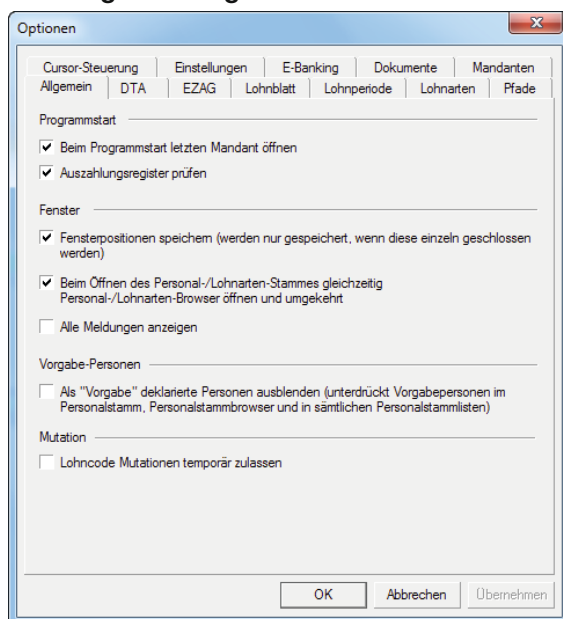 Optionen
Cursor-Steuerung Einstellungen E-Banking Dokumente Mandanten
Allgemein DTA EZAG Lohnblatt Lohnperiode Lohnarten Pfade
Programmstart
Beim Programmstart letzten Mandant öffnen
Auszahlungsregister prüfen
Fenster
Fensterpositionen speichern (werden nur gespeichert, wenn diese einzeln geschlossen
werden)
Beim Öffnen des Personal-/Lohnarten-Stammes gleichzeitig
Personal-/Lohnarten-Browser öffnen und umgekehrt
Alle Meldungen anzeigen
Vorgabe-Personen
Als "Vorgabe" deklarierte Personen ausblenden (unterdrückt Vorgabepersonen im
Personalstamm, Personalstammbrowser und in sämtlichen Personalstammlisten)
Mutation
Lohncode Mutationen temporär zulassen
OK Abbrechen Übernehmen